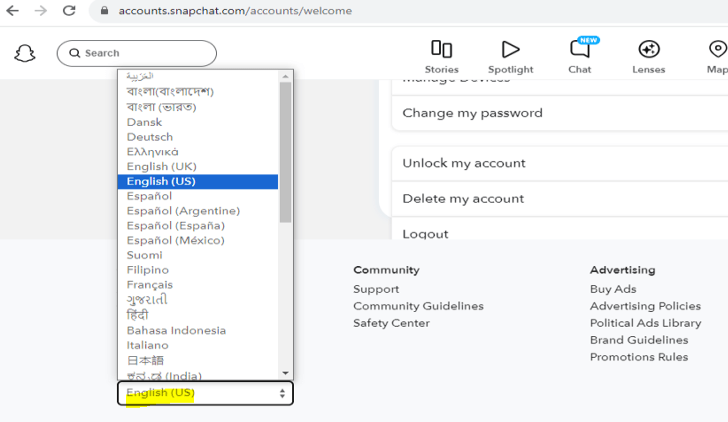 accounts.snapchat.com/accounts/welcome
Search
Stories
Spotlight
NEW
Chat
Lenses
Map
العَرَبِيَّة
বাংলা(বাংলাদেশ)
বাংলা (ভারত)
Dansk
Deutsch
Ελληνικά
English (UK)
English (US)
Español
Español (Argentine)
Español (España)
Español (México)
Suomi
Filipino
Français
ગુજરાતી
हिंदी
Bahasa Indonesia
Italiano
日本語
(India)
English (US)
Manage Devices
Change my password
Unlock my account
Delete my account
Logout
Community
Support
Community Guidelines
Safety Center
Advertising
Buy Ads
Advertising Policies
Political Ads Library
Brand Guidelines
Promotions Rules